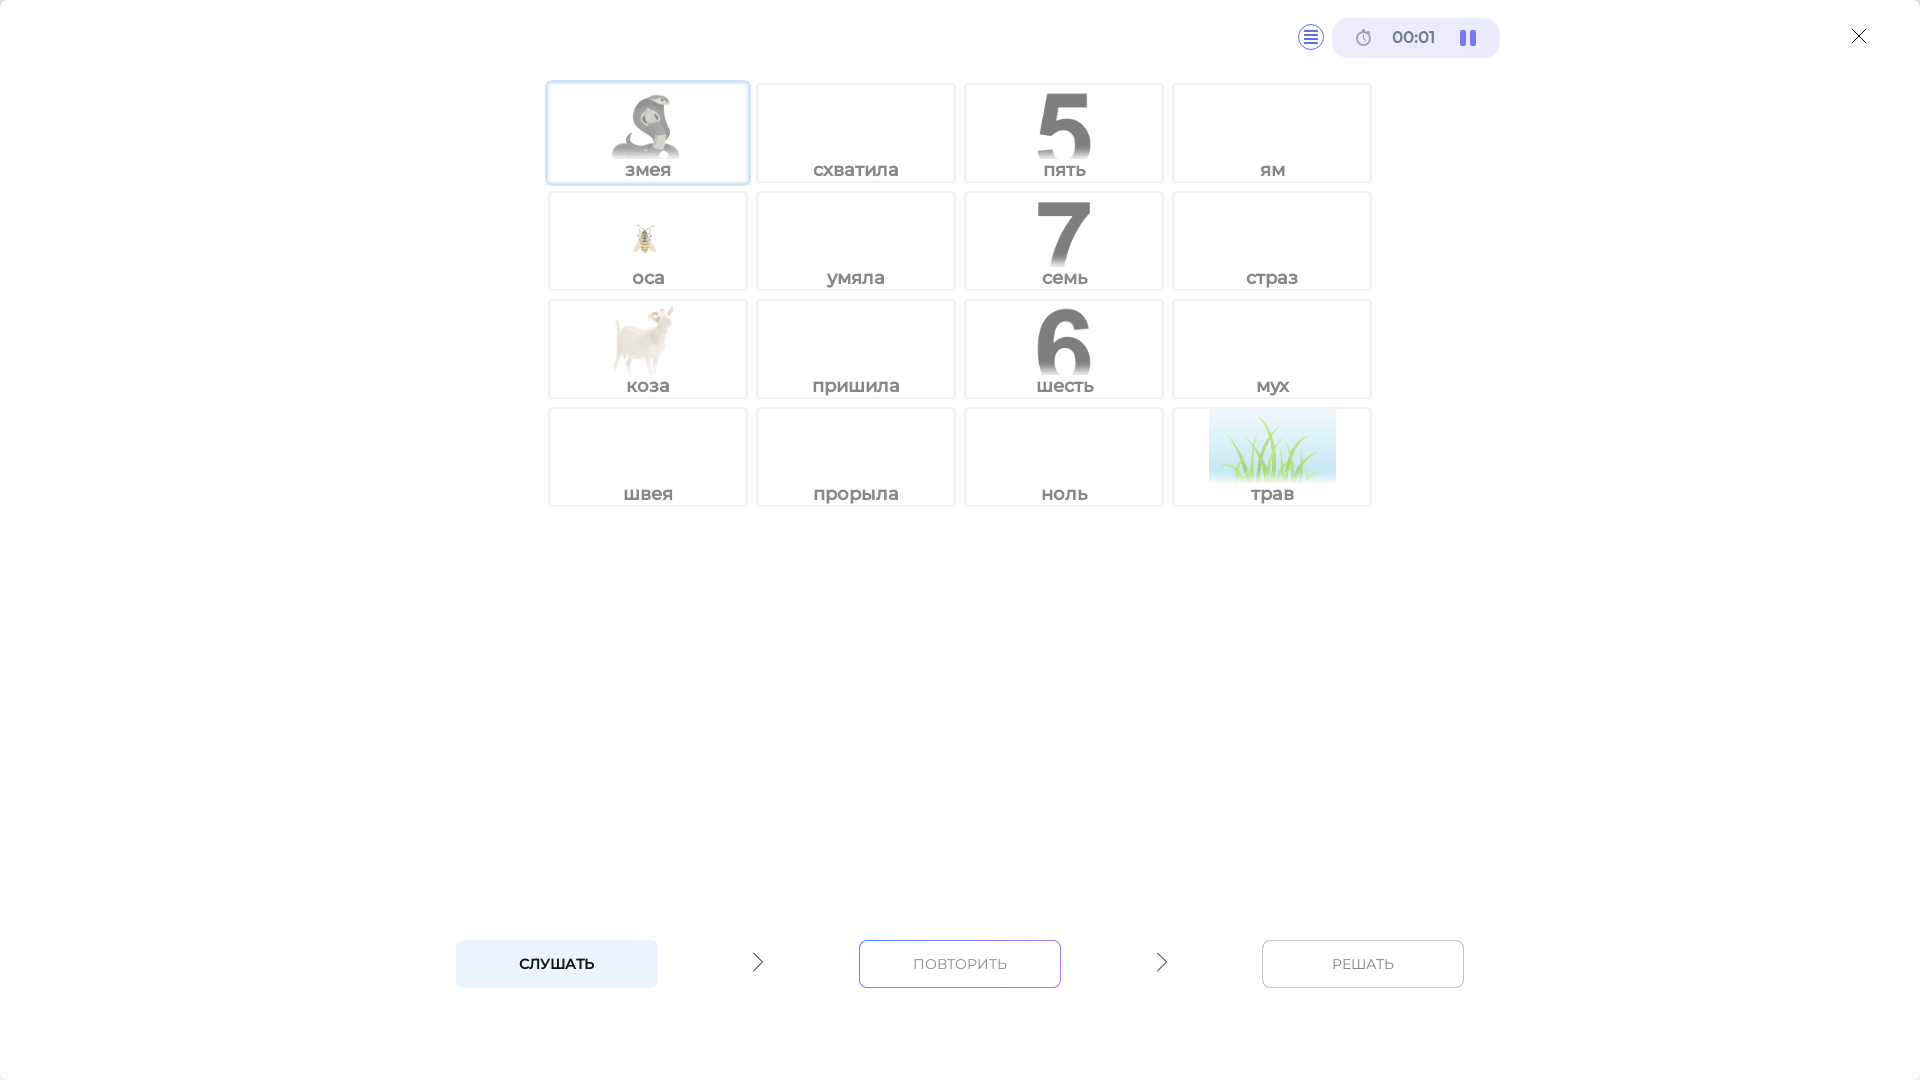 00:01
змея схватила 5 пять ям
оса умяла 7 семь страз
коза пришила 6 шесть мух
швея прорыла ноль трав
СЛУШАТЬ ПОВТОРИТЬ РЕШАТЬ